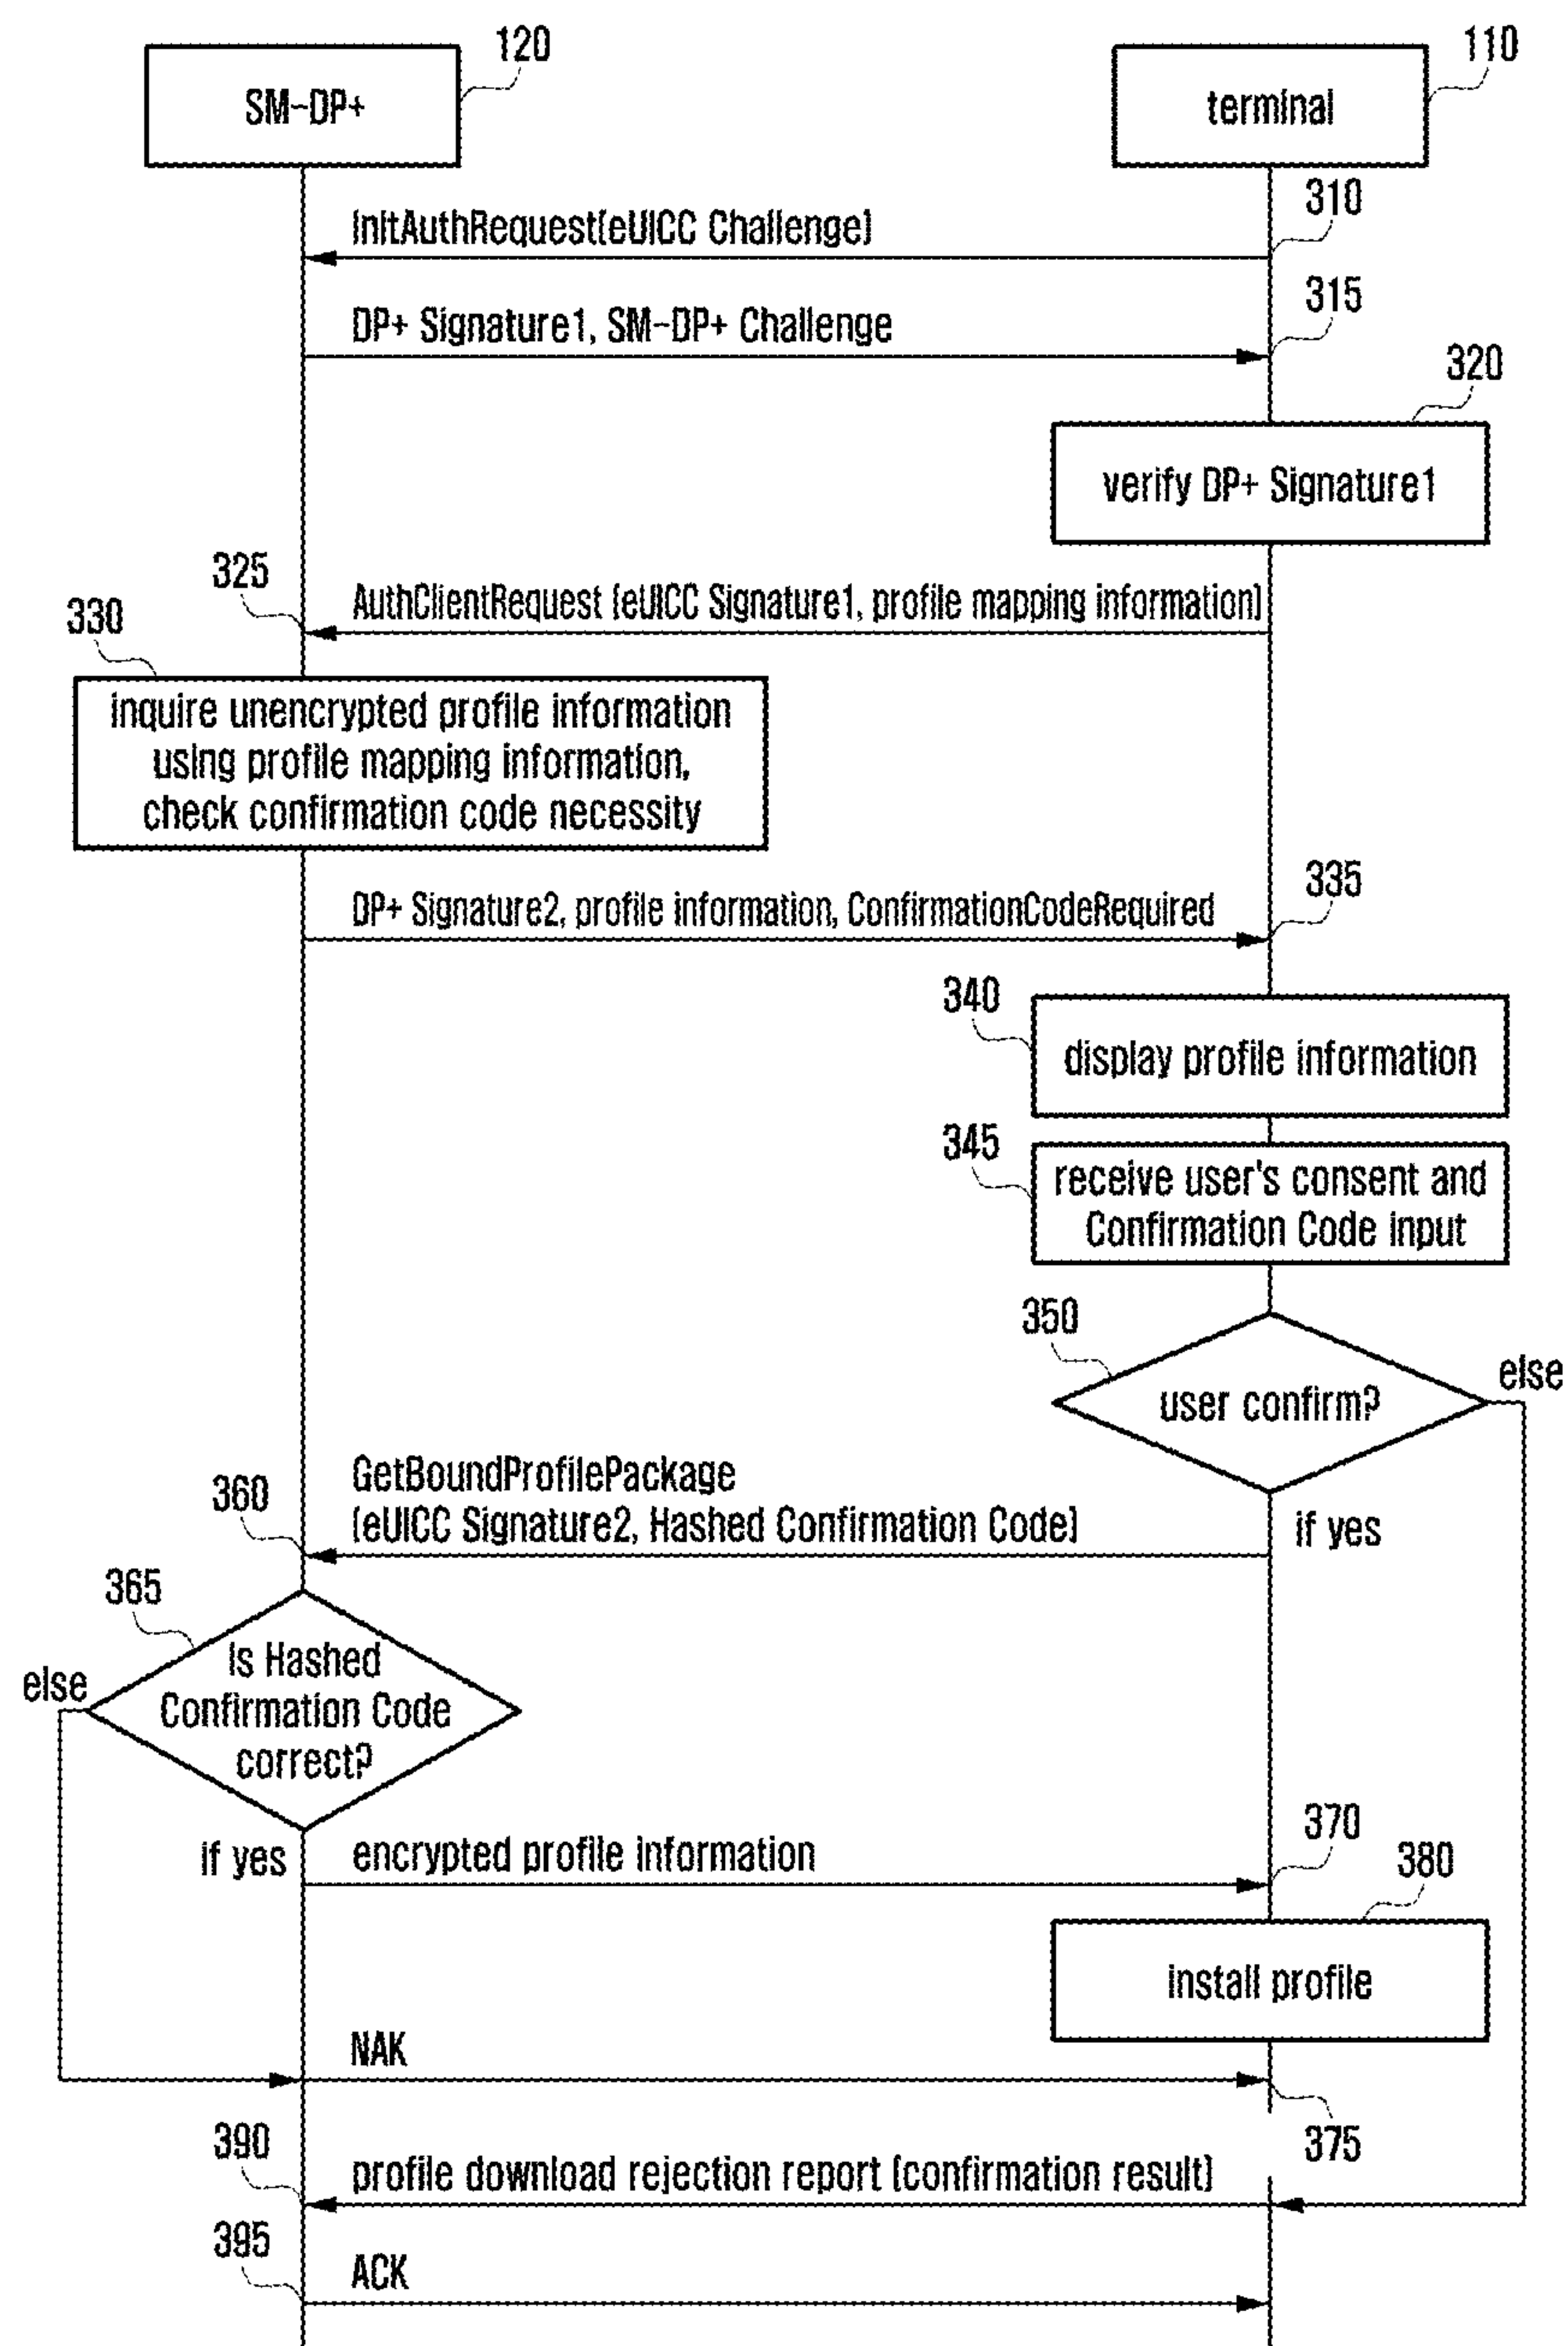 120
110
SM-DP+
terminal
310
InitAuthRequest(eUICC Challenge)
315
DP+ Signature1, SM-DP+ Challenge
320
verify DP+ Signature1
325
AuthClientRequest (eUICC Signature1, profile mapping information)
330
inquire unencrypted profile information
using profile mapping information,
check confirmation code necessity
335
DP+ Signature2, profile information, ConfirmationCodeRequired
340
display profile information
345
receive user's consent and
Confirmation Code input
350
else
user confirm?
GetBoundProfilePackage
360
(eUICC Signature2, Hashed Confirmation Code)
if yes
365
Is Hashed
else
Confirmation Code
correct?
370
if yes
encrypted profile information
380
install profile
NAK
375
390
profile download rejection report (confirmation result)
395
ACK